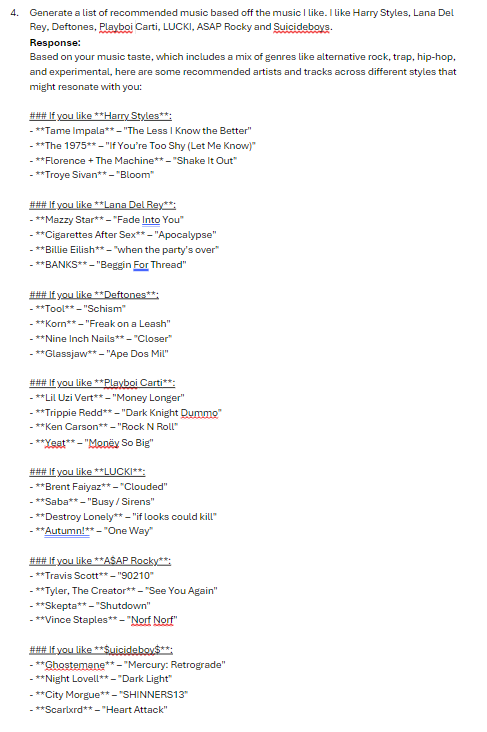 4. Generate a list of recommended music based off the music I like. I like Harry Styles, Lana Del
Rey, Deftones, Playboi Carti, LUCKI, ASAP Rocky and Suicideboys.
Response:
Based on your music taste, which includes a mix of genres like alternative rock, trap, hip-hop,
and experimental, here are some recommended artists and tracks across different styles that
might resonate with you:
### If you like **Harry Styles**:
- **Tame Impala** – "The Less I Know the Better"
- **The 1975** – "If You're Too Shy (Let Me Know)"
- **Florence + The Machine** – "Shake It Out"
- **Troye Sivan** – "Bloom"
### If you like **Lana Del Rey**:
- **Mazzy Star** – "Fade Into You"
- **Cigarettes After Sex** – "Apocalypse"
- **Billie Eilish** – "when the party's over"
- **BANKS** – "Beggin For Thread"
### If you like **Deftones**:
- **Tool** – "Schism"
- **Korn** – "Freak on a Leash"
- **Nine Inch Nails** – "Closer"
- **Glassjaw** – "Ape Dos Mil"
### If you like **Playboi Carti**:
- **Lil Uzi Vert** – "Money Longer"
- **Trippie Redd** – "Dark Knight Dummo"
- **Ken Carson** – "Rock N Roll"
- **Yeat** – "Monëy So Big"
### If you like **LUCKI**:
- **Brent Faiyaz** – "Clouded"
- **Saba** – "Busy / Sirens"
- **Destroy Lonely** – "if looks could kill"
- **Autumn!** – "One Way"
### If you like **A$AP Rocky**:
- **Travis Scott** – "90210"
- **Tyler, The Creator** – "See You Again"
- **Skepta** – "Shutdown"
- **Vince Staples** – "Norf Norf"
### If you like **$uicideboy$**:
- **Ghostemane** – "Mercury: Retrograde"
- **Night Lovell** – "Dark Light"
- **City Morgue** – "SHINNERS13"
- **Scarlxrd** – "Heart Attack"